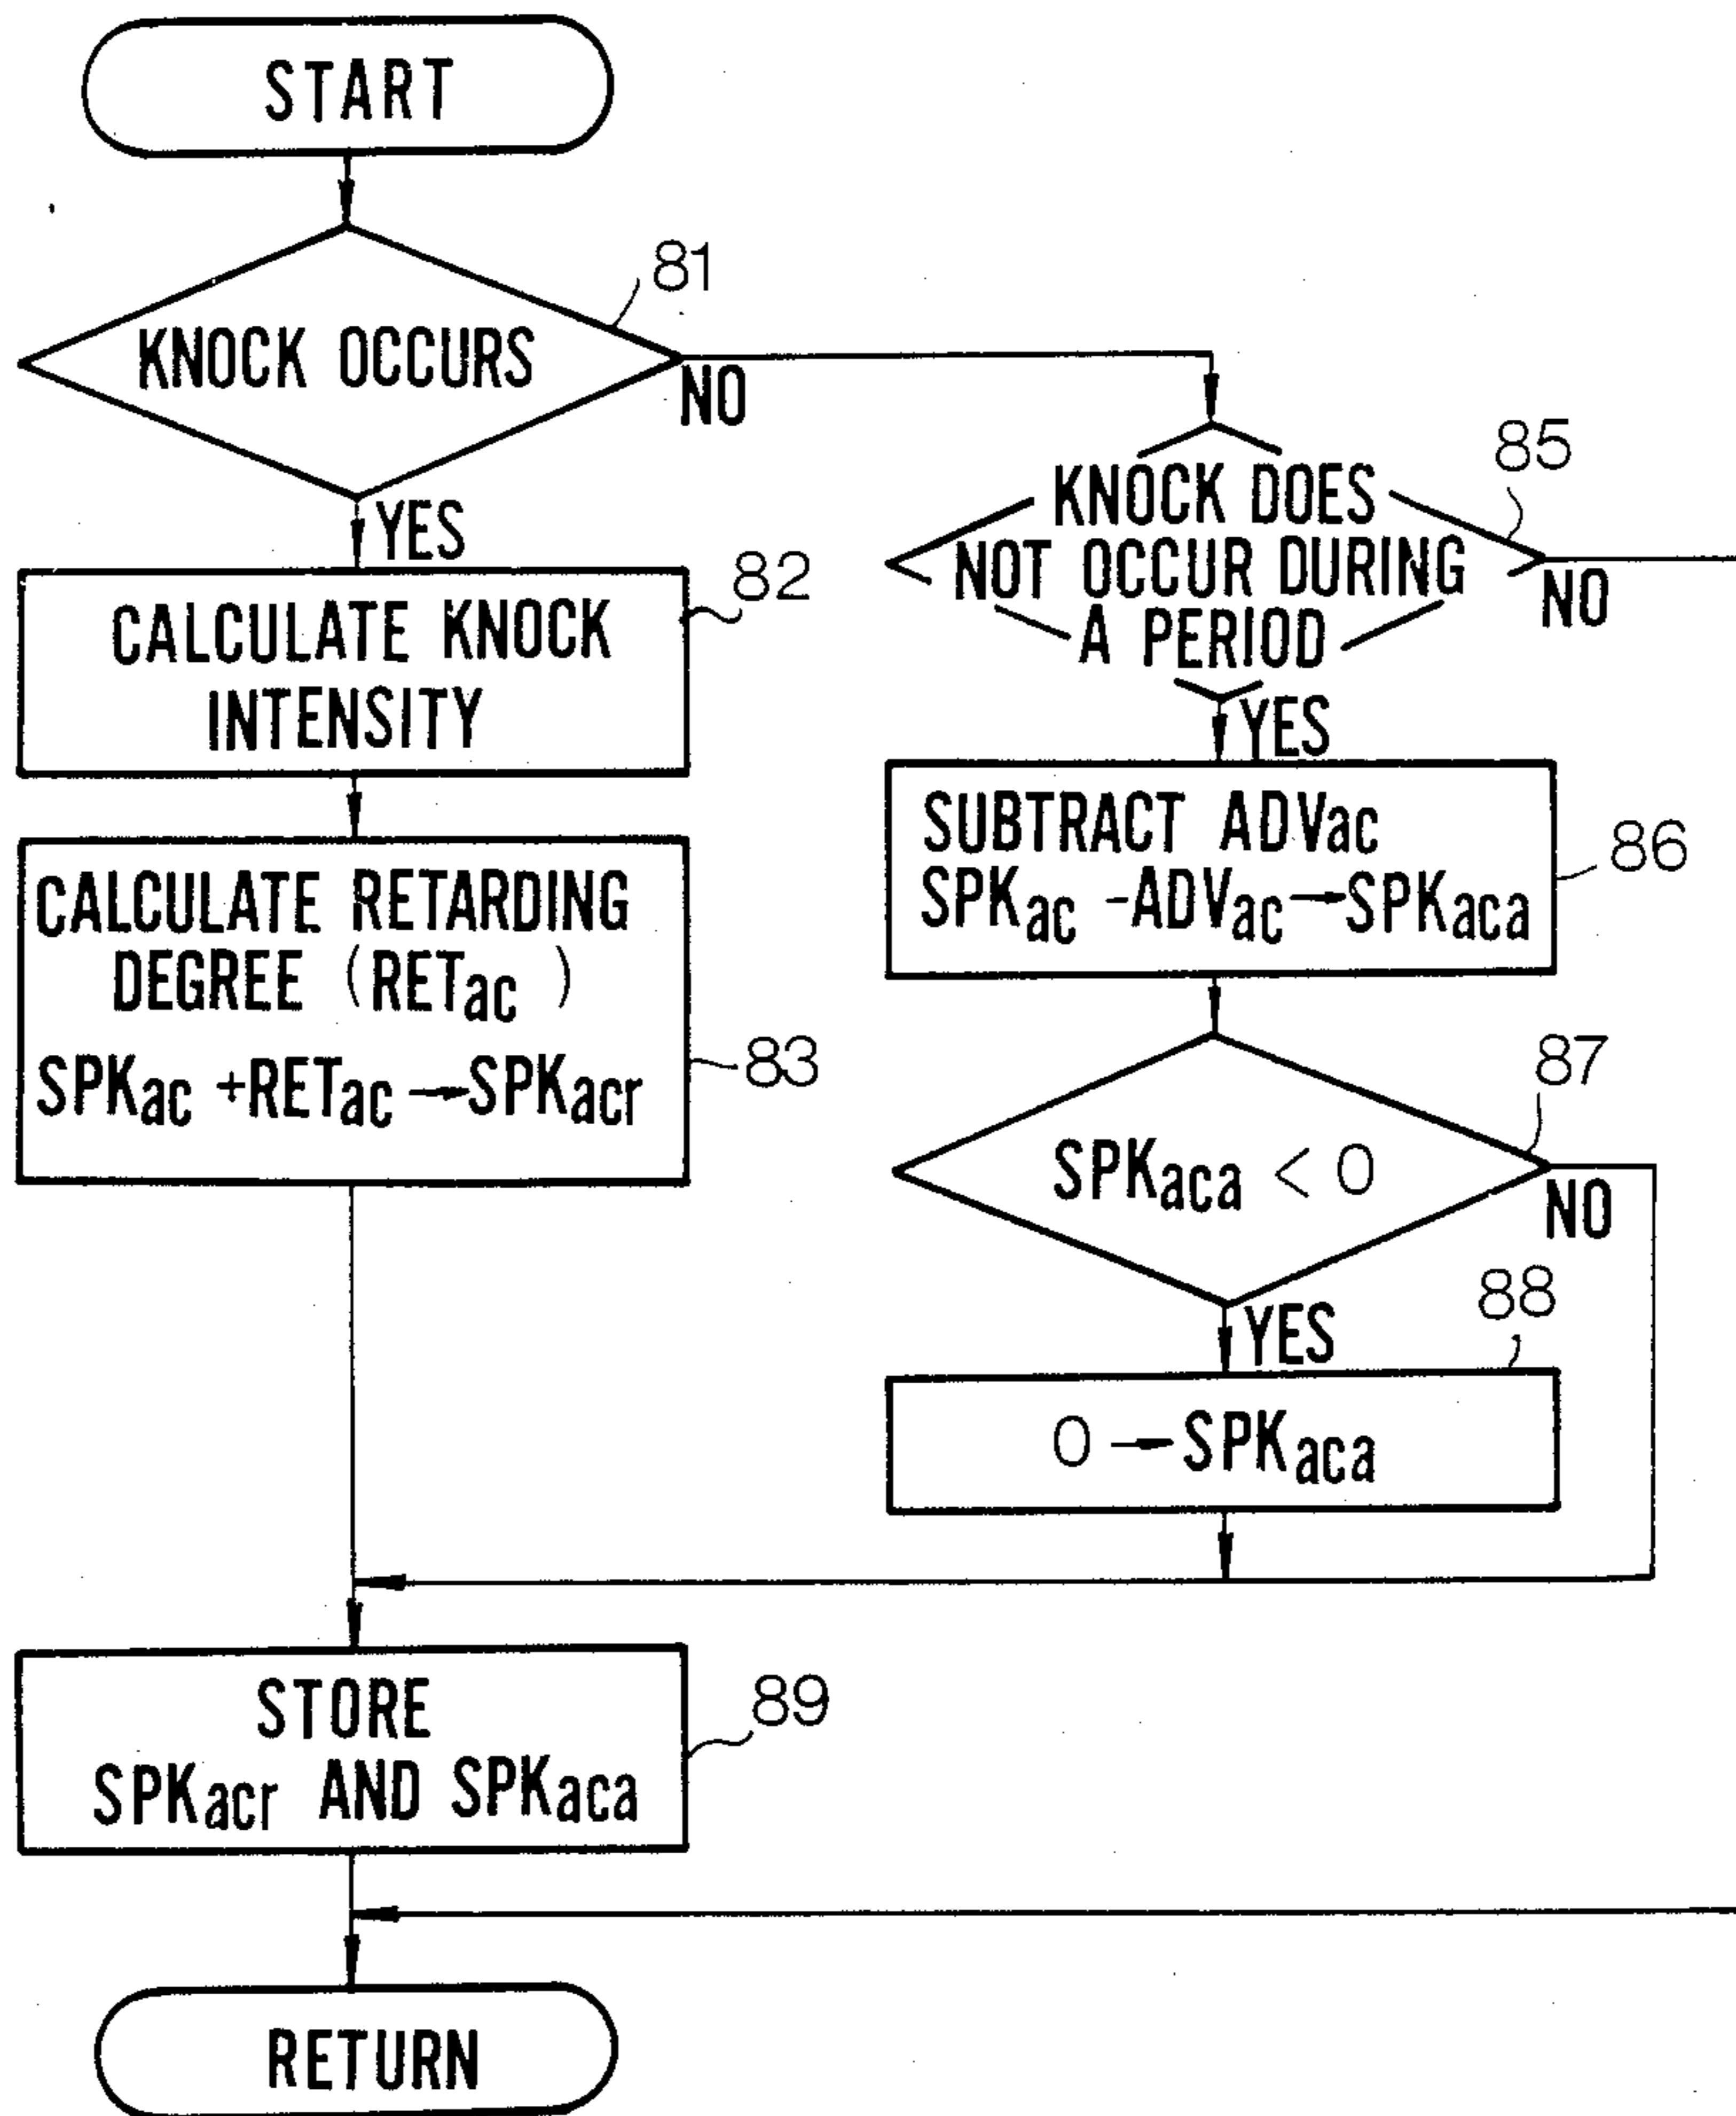 START
KNOCK OCCURS
81
NO
YES
CALCULATE KNOCK
INTENSITY
82
CALCULATE RETARDING
DEGREE (RETac)
SPKac +RETac → SPKacr
83
KNOCK DOES
NOT OCCUR DURING
A PERIOD
85
NO
YES
SUBTRACT ADVac
SPKac -ADVac → SPKaca
86
SPKaca < 0
87
NO
YES
88
0 → SPKaca
STORE
SPKacr AND SPKaca
89
RETURN